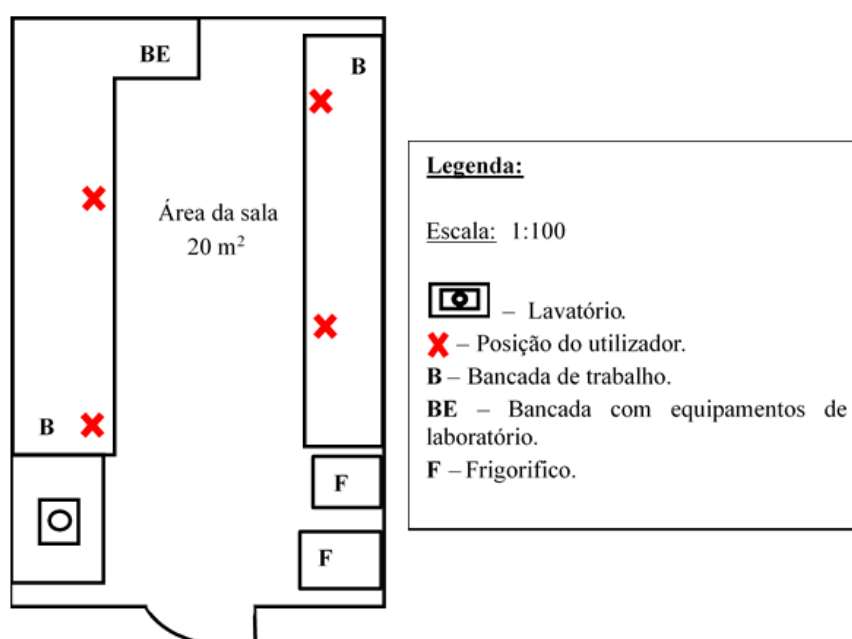 BE
B
Área da sala
20 m²
B
F
F
Legenda:
Escala: 1:100
– Lavatório.
– Posição do utilizador.
B – Bancada de trabalho.
BE – Bancada com equipamentos de
laboratório.
F – Frigorifico.